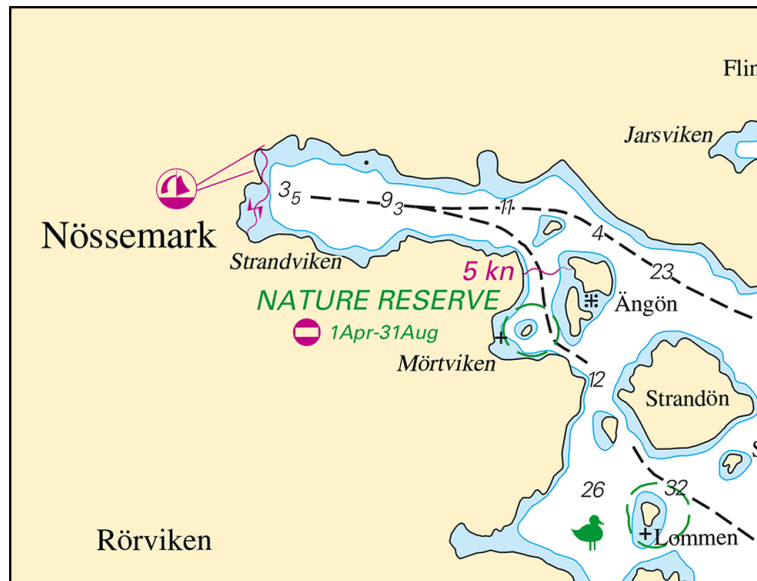 Flin
Jarsviken
3₅
9₃
11
4
Nössemark
Strandviken
5 kn
23
NATURE RESERVE
Ängön
1Apr-31Aug
Mörtviken
12
Strandön
S
26
32
Rörviken
Lommen